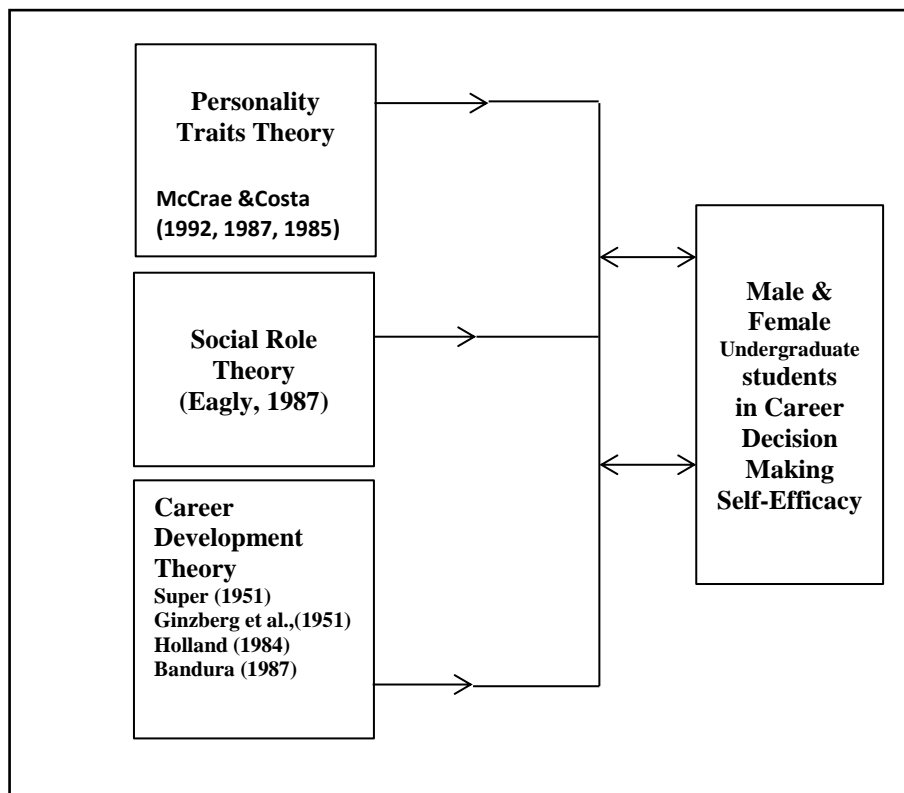 Personality
Traits Theory
McCrae &Costa
(1992, 1987, 1985)
Social Role
Theory
(Eagly, 1987)
Career
Development
Theory
Super (1951)
Ginzberg et al.,(1951)
Holland (1984)
Bandura (1987)
Male &
Female
Undergraduate
students
in Career
Decision
Making
Self-Efficacy